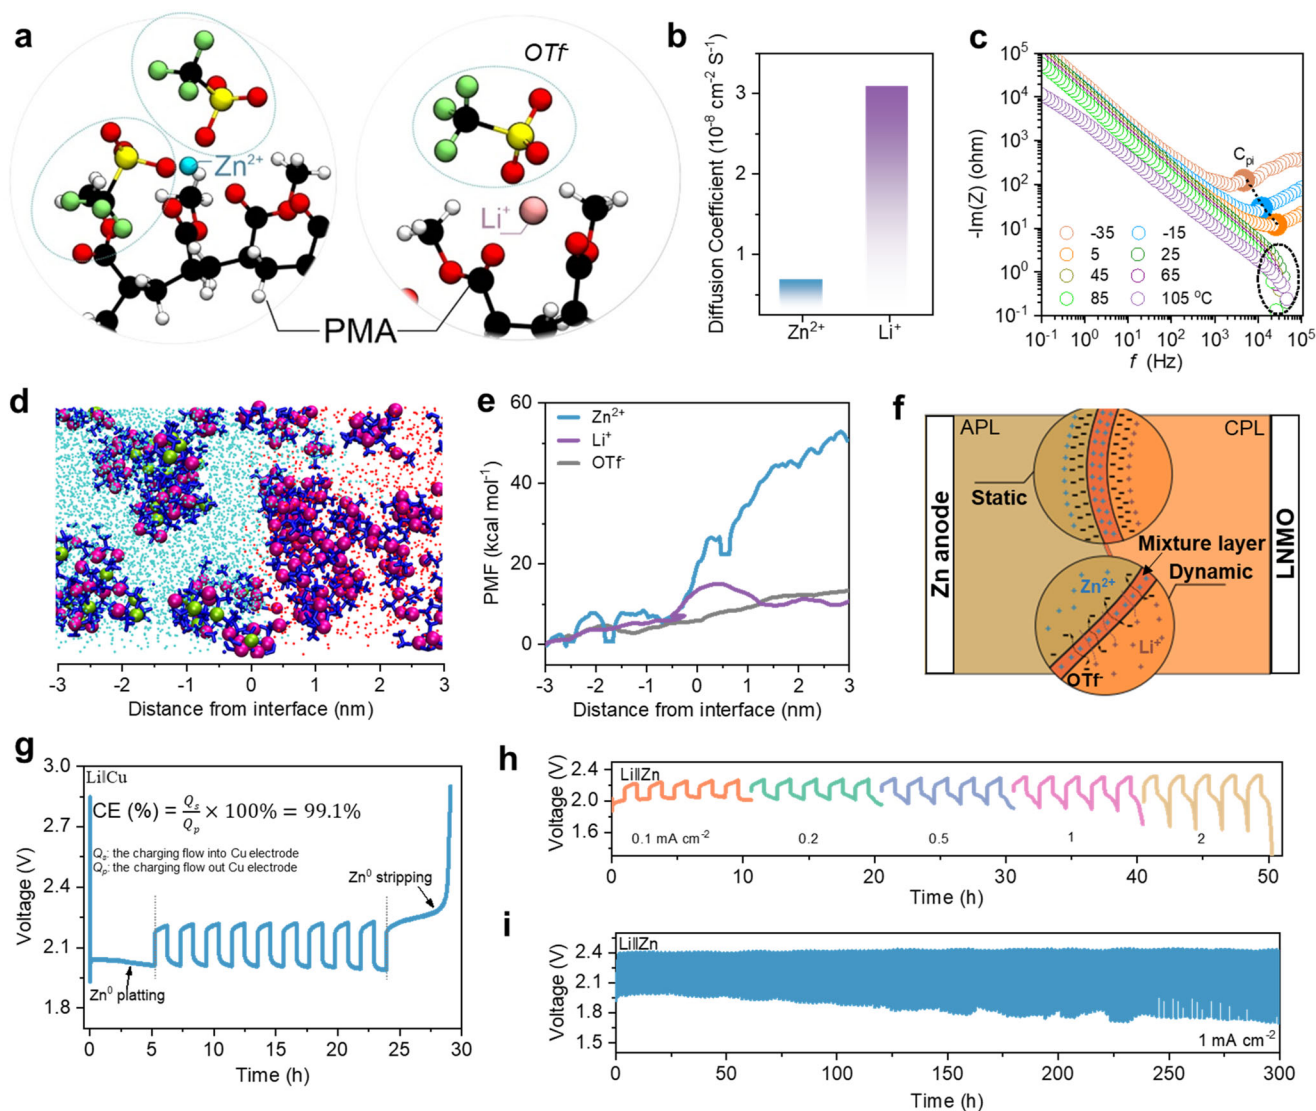 a
OTf⁻
Zn²⁺
Li⁺
PMA
b
Diffusion Coefficient (10⁻⁸ cm⁻² S⁻¹)
3
2
1
Zn²⁺ Li⁺
c
-Im(Z) (ohm)
10⁵
10⁴
10³
10²
10¹
10⁰
10⁻¹
C_pi
-35 -15
5 25
45 65
85 105 °C
10⁻¹ 10⁰ 10¹ 10² 10³ 10⁴ 10⁵
f (Hz)
d
-3 -2 -1 0 1 2 3
Distance from interface (nm)
e
PMF (kcal mol⁻¹)
60
40
20
0
Zn²⁺
Li⁺
OTf⁻
-3 -2 -1 0 1 2 3
Distance from interface (nm)
f
APL CPL
Zn anode
LNMO
Static
Mixture layer
Dynamic
Zn²⁺
Li⁺
OTf⁻
g
Voltage (V)
3.0
2.7
2.4
2.1
1.8
Li||Cu
CE (%) = Q_s/Q_p × 100% = 99.1%
Q_s: the charging flow into Cu electrode
Q_p: the charging flow out Cu electrode
Zn⁰ stripping
Zn⁰ platting
0 5 10 15 20 25 30
Time (h)
h
Voltage (V)
2.4
2.0
1.6
Li||Zn
0.1 mA cm⁻² 0.2 0.5 1 2
0 10 20 30 40 50
Time (h)
i
Voltage (V)
2.4
2.1
1.8
1.5
Li||Zn
1 mA cm⁻²
0 50 100 150 200 250 300
Time (h)